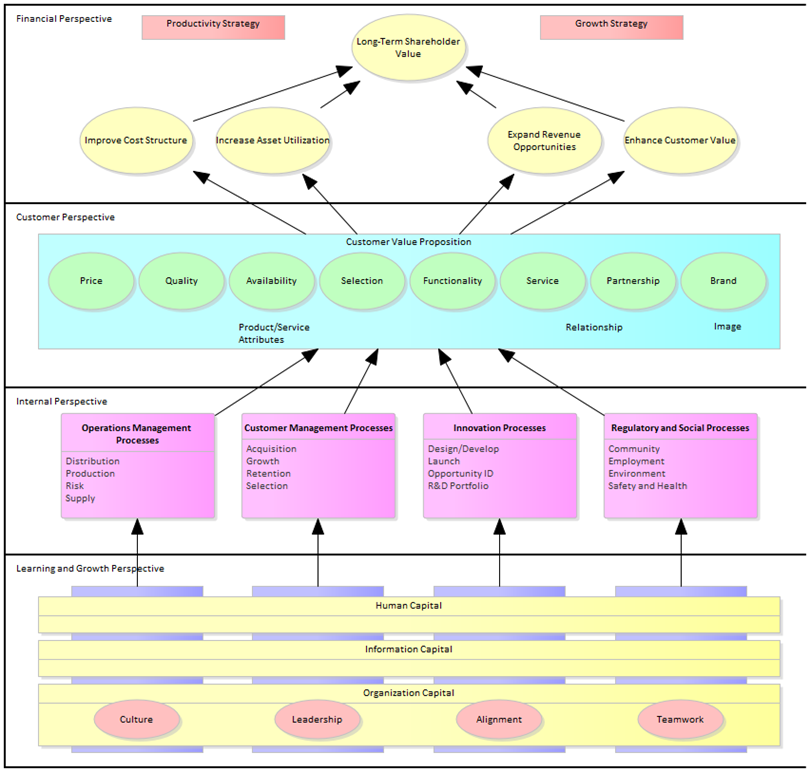 Financial Perspective
Productivity Strategy
Growth Strategy
Long-Term Shareholder
Value
Improve Cost Structure
Increase Asset Utilization
Expand Revenue
Opportunities
Enhance Customer Value
Customer Perspective
Customer Value Proposition
Price
Quality
Availability
Selection
Functionality
Service
Partnership
Brand
Product/Service
Attributes
Relationship
Image
Internal Perspective
Operations Management
Processes
Distribution
Production
Risk
Supply
Customer Management Processes
Acquisition
Growth
Retention
Selection
Innovation Processes
Design/Develop
Launch
Opportunity ID
R&D Portfolio
Regulatory and Social Processes
Community
Employment
Environment
Safety and Health
Learning and Growth Perspective
Human Capital
Information Capital
Organization Capital
Culture
Leadership
Alignment
Teamwork